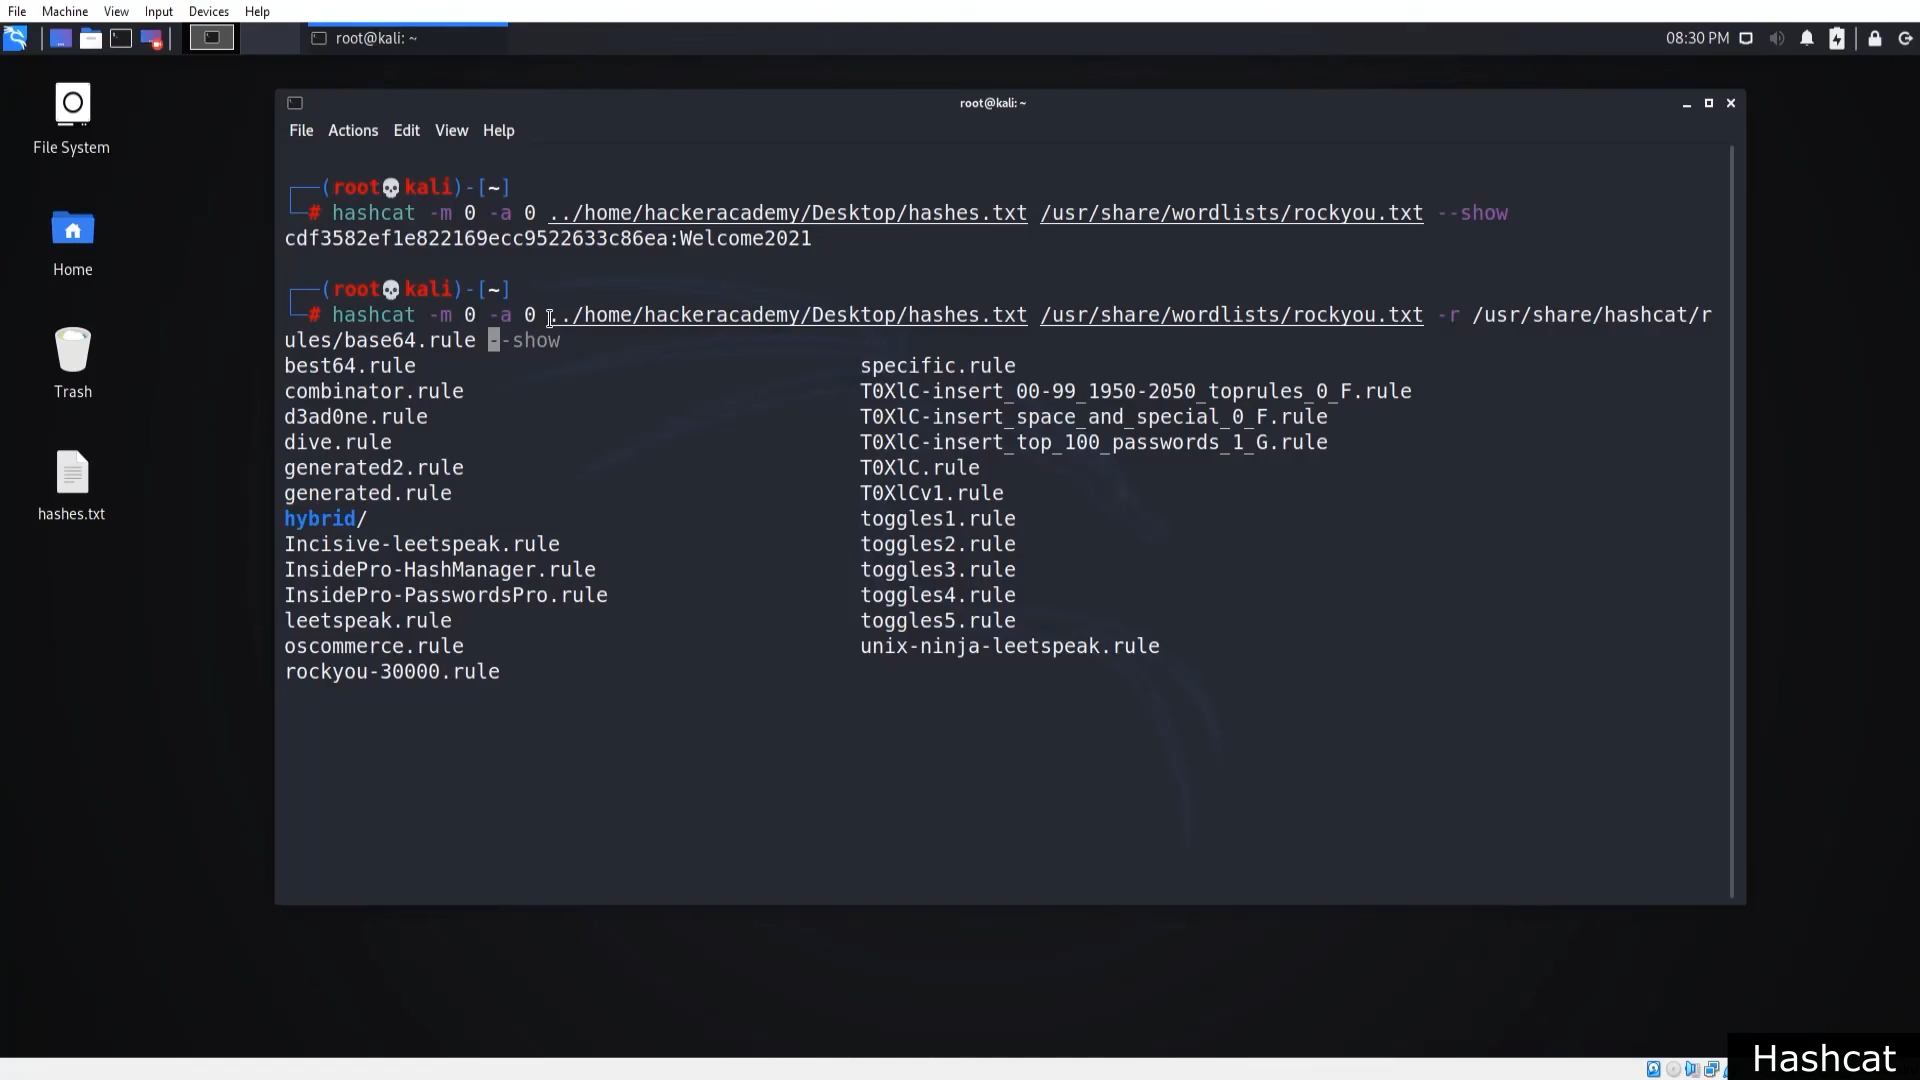 File Machine View Input Devices Help
root@kali: ~
08:30 PM
File System
Home
Trash
hashes.txt
root@kali: ~
File Actions Edit View Help
(root💀kali)-[~]
# hashcat -m 0 -a 0 ../home/hackeracademy/Desktop/hashes.txt /usr/share/wordlists/rockyou.txt --show
cdf3582ef1e822169ecc9522633c86ea:Welcome2021
(root💀kali)-[~]
# hashcat -m 0 -a 0 ../home/hackeracademy/Desktop/hashes.txt /usr/share/wordlists/rockyou.txt -r /usr/share/hashcat/r
ules/base64.rule --show
best64.rule specific.rule
combinator.rule T0XlC-insert_00-99_1950-2050_toprules_0_F.rule
d3ad0ne.rule T0XlC-insert_space_and_special_0_F.rule
dive.rule T0XlC-insert_top_100_passwords_1_G.rule
generated2.rule T0XlC.rule
generated.rule T0XlCv1.rule
hybrid/ toggles1.rule
Incisive-leetspeak.rule toggles2.rule
InsidePro-HashManager.rule toggles3.rule
InsidePro-PasswordsPro.rule toggles4.rule
leetspeak.rule toggles5.rule
oscommerce.rule unix-ninja-leetspeak.rule
rockyou-30000.rule
Hashcat